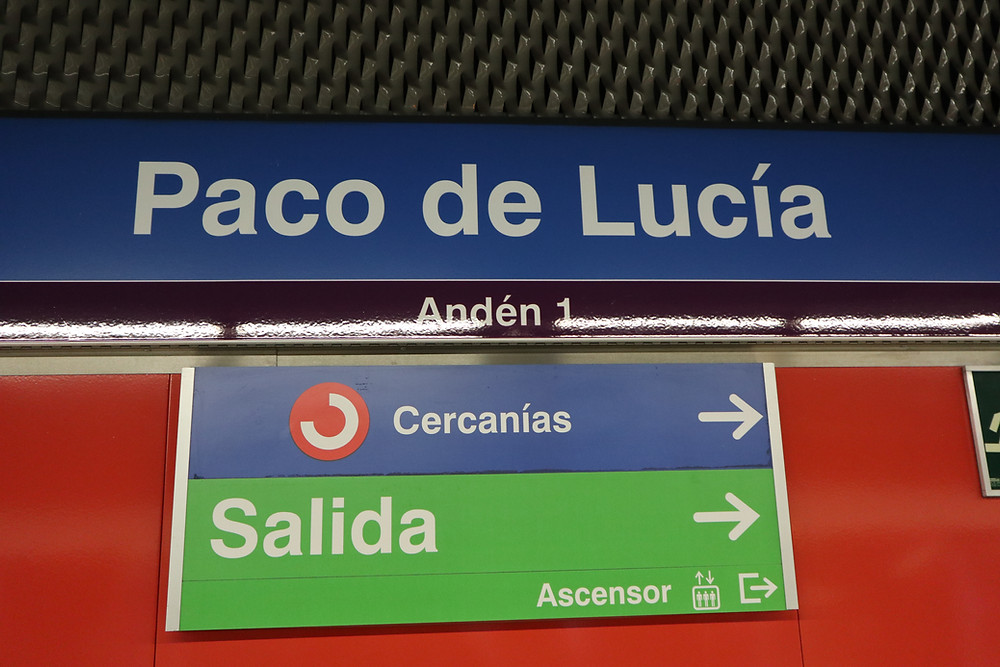 Paco de Lucía
Andén 1
Cercanías
Salida
Ascensor